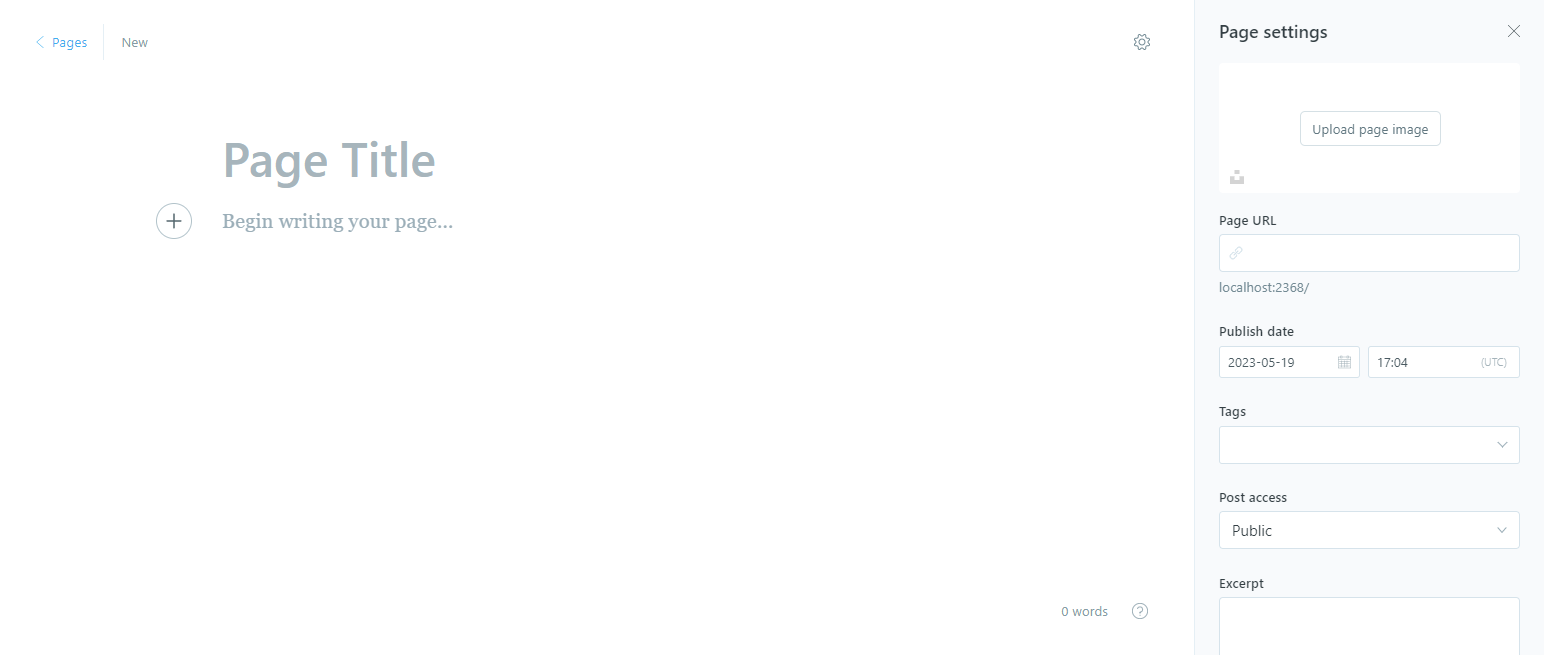 Pages
New
Page Title
Begin writing your page...
0 words
Page settings
Upload page image
Page URL
localhost:2368/
Publish date
2023-05-19
17:04 (UTC)
Tags
Post access
Public
Excerpt